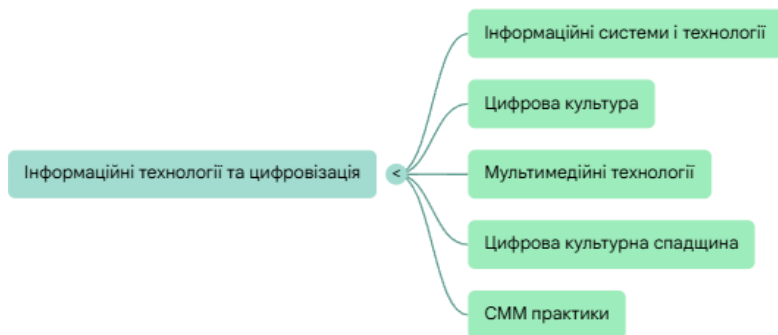 Інформаційні системи і технології
Цифрова культура
Інформаційні технології та цифровізація
<
Мультимедійні технології
Цифрова культурна спадщина
СММ практики